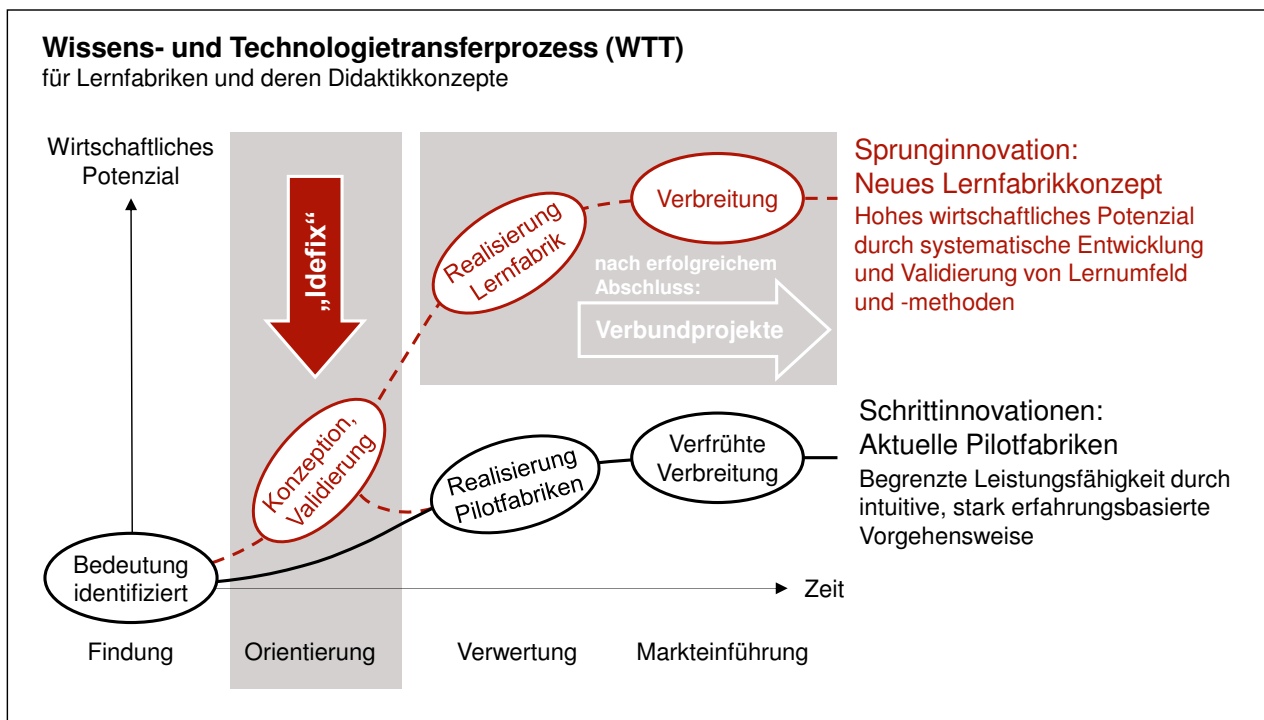 Wissens- und Technologietransferprozess (WTT)
für Lernfabriken und deren Didaktikkonzepte
Wirtschaftliches
Potenzial
„Idefix“
Konzeption,
Validierung
Bedeutung
identifiziert
Realisierung
Lernfabrik
Verbreitung
nach erfolgreichem
Abschluss:
Verbundprojekte
Realisierung
Pilotfabriken
Verfrühte
Verbreitung
Sprunginnovation:
Neues Lernfabrikkonzept
Hohes wirtschaftliches Potenzial
durch systematische Entwicklung
und Validierung von Lernumfeld
und -methoden
Schrittinnovationen:
Aktuelle Pilotfabriken
Begrenzte Leistungsfähigkeit durch
intuitive, stark erfahrungsbasierte
Vorgehensweise
Zeit
Findung
Orientierung
Verwertung
Markteinführung